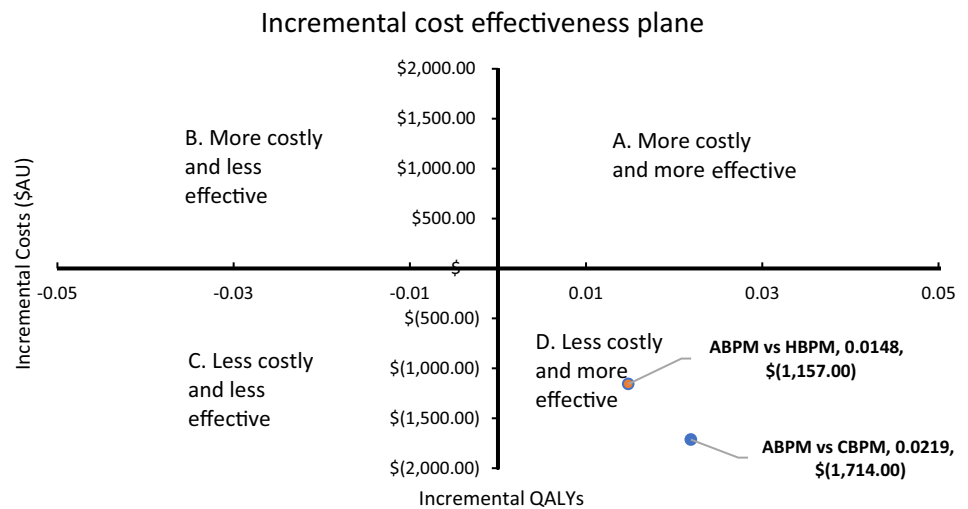 Incremental cost effectiveness plane
$2,000.00
$1,500.00
$1,000.00
$500.00
$
$(500.00)
$(1,000.00)
$(1,500.00)
$(2,000.00)
Incremental Costs ($AU)
B. More costly
and less
effective
A. More costly
and more effective
-0.05
-0.03
-0.01
0.01
0.03
0.05
C. Less costly
and less
effective
D. Less costly
and more
effective
ABPM vs HBPM, 0.0148,
$(1,157.00)
ABPM vs CBPM, 0.0219,
$(1,714.00)
Incremental QALYs